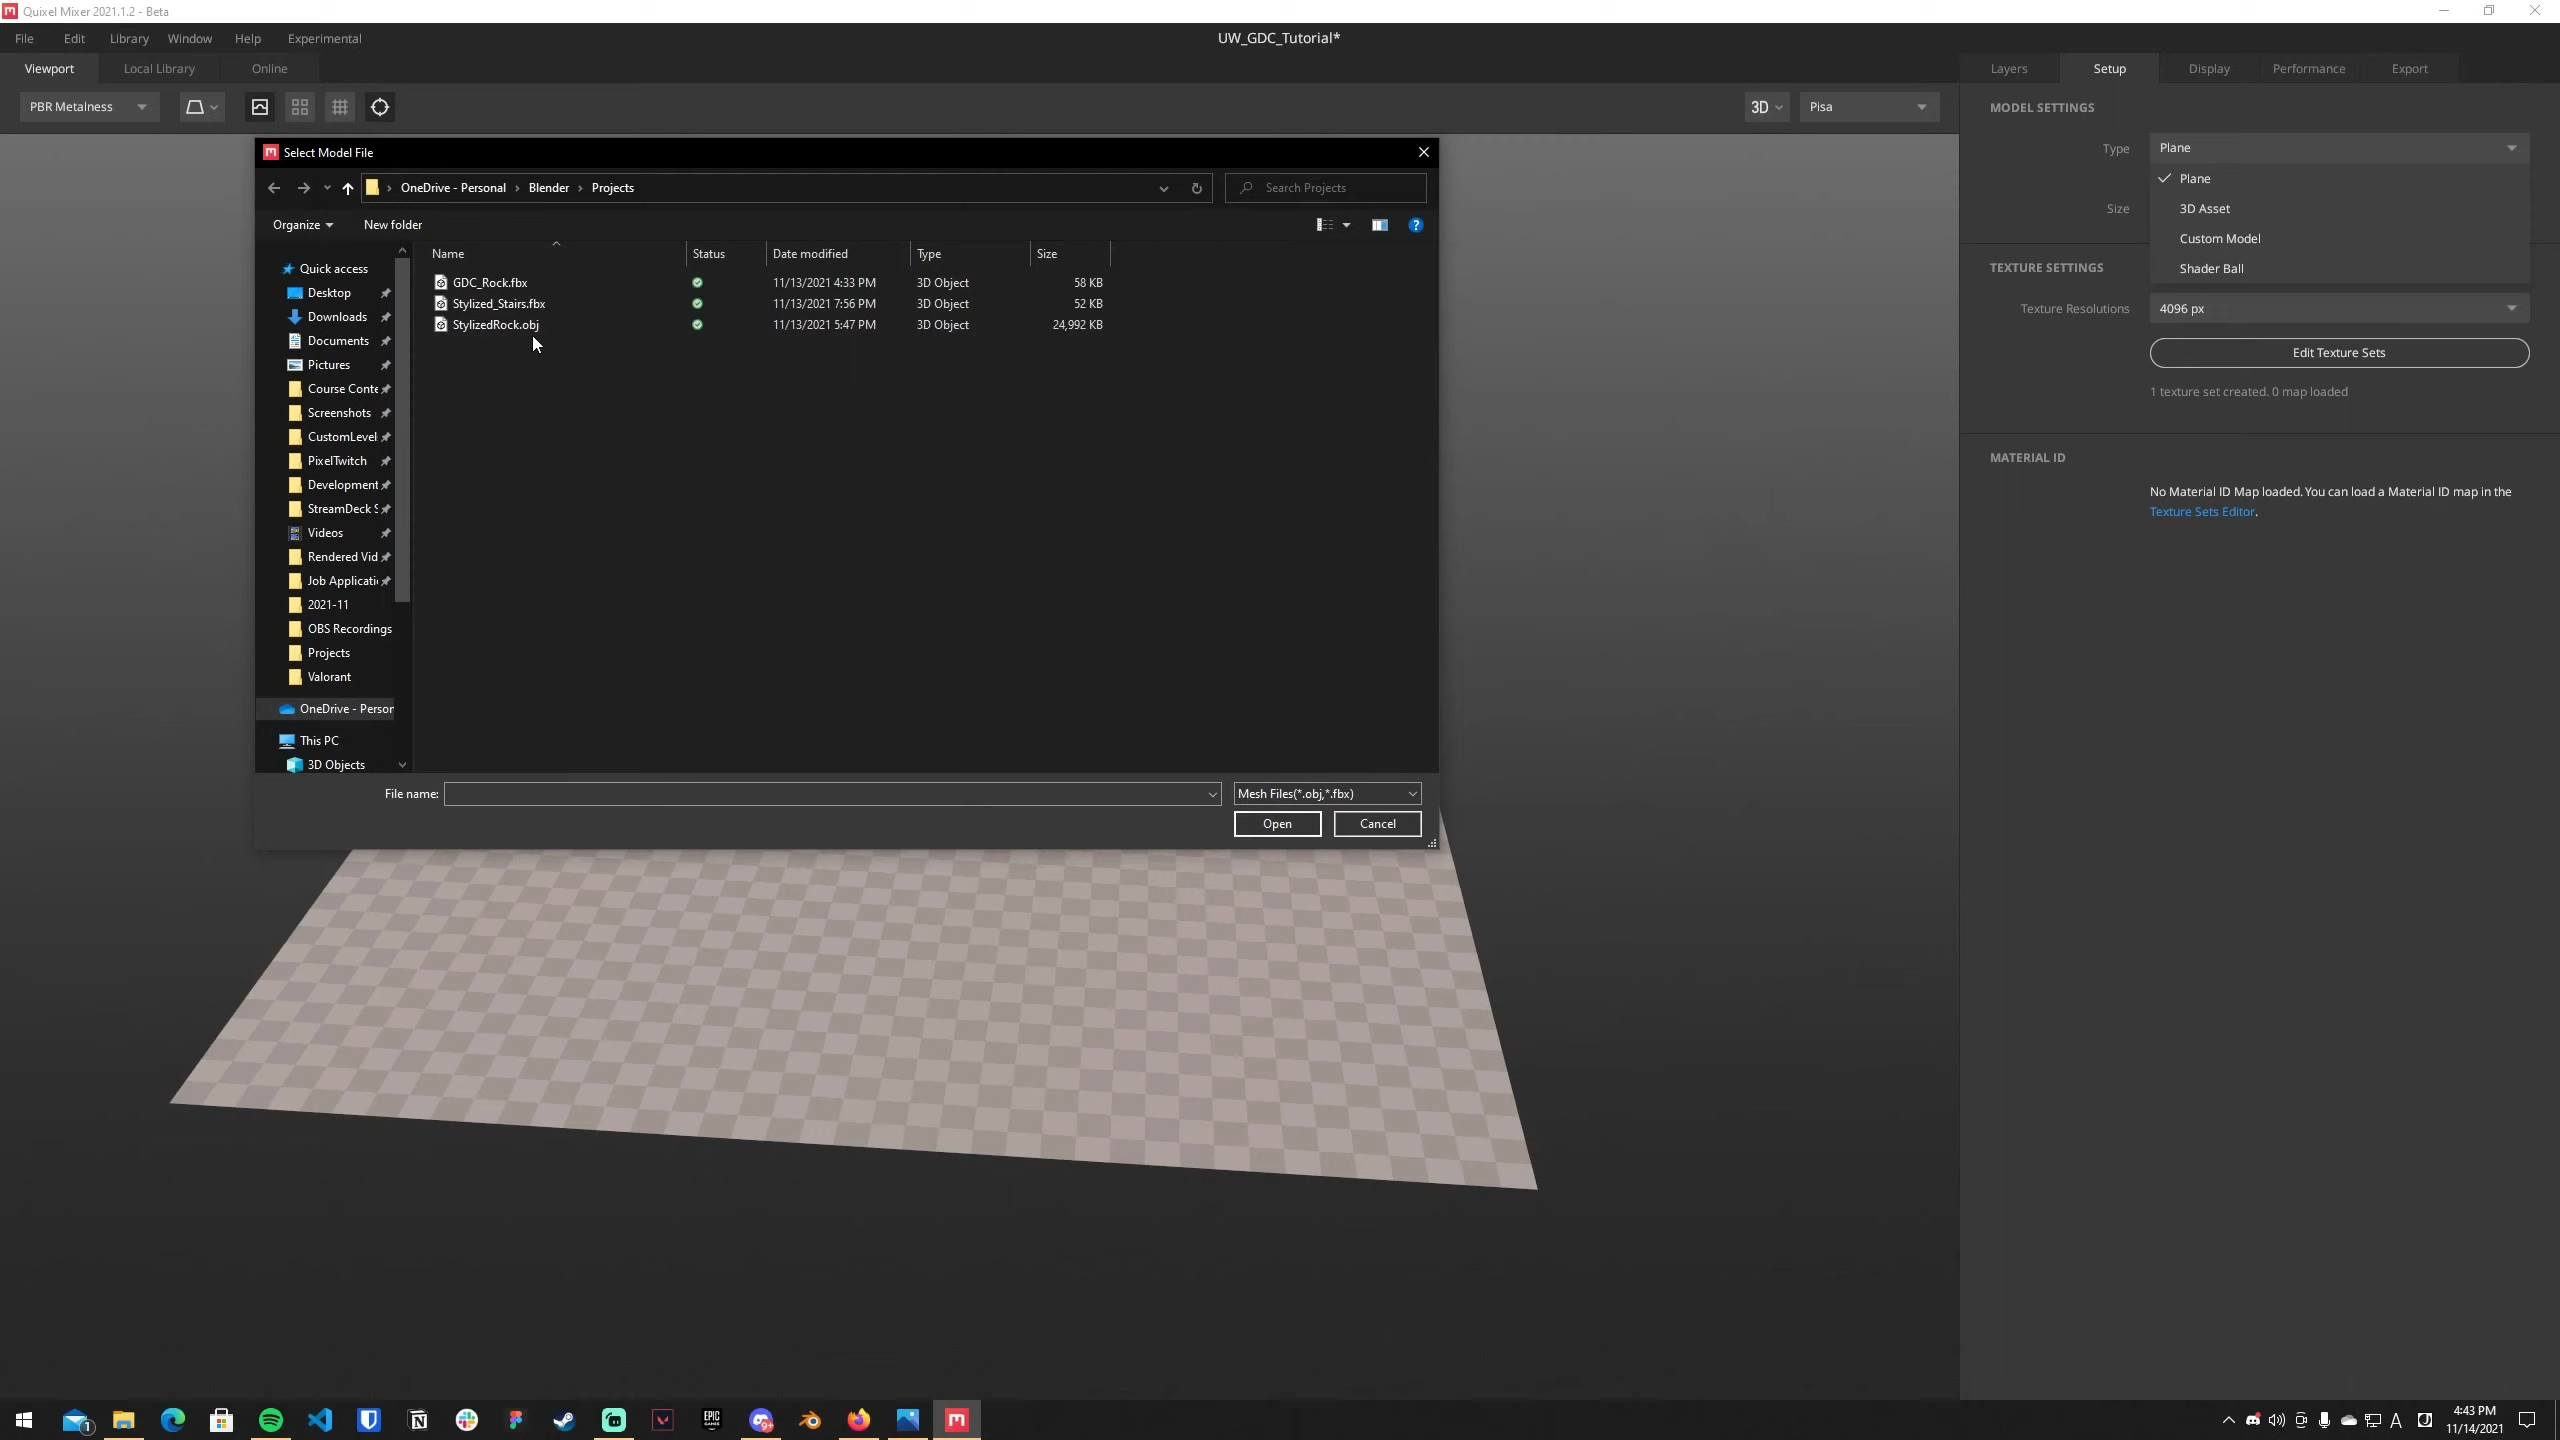 Quixel Mixer 2021.1.2 - Beta
File Edit Library Window Help Experimental
UW_GDC_Tutorial*
Viewport Local Library Online
Layers Setup Display Performance Export
PBR Metalness
3D Pisa
MODEL SETTINGS
Type Plane
Plane
3D Asset
Size
Custom Model
Shader Ball
TEXTURE SETTINGS
Texture Resolutions 4096 px
Edit Texture Sets
1 texture set created. 0 map loaded
MATERIAL ID
No Material ID Map loaded. You can load a Material ID map in the
Texture Sets Editor.
Select Model File
OneDrive - Personal › Blender › Projects
Search Projects
Organize New folder
Name Status Date modified Type Size
GDC_Rock.fbx 11/13/2021 4:33 PM 3D Object 58 KB
Stylized_Stairs.fbx 11/13/2021 7:56 PM 3D Object 52 KB
StylizedRock.obj 11/13/2021 5:47 PM 3D Object 24,992 KB
Quick access
Desktop
Downloads
Documents
Pictures
Course Conte
Screenshots
CustomLevel
PixelTwitch
Development
StreamDeck S
Videos
Rendered Vid
Job Applicati
2021-11
OBS Recordings
Projects
Valorant
OneDrive - Person
This PC
3D Objects
File name:
Mesh Files(*.obj,*.fbx)
Open Cancel
1
EPIC GAMES
9+
A
4:43 PM
11/14/2021